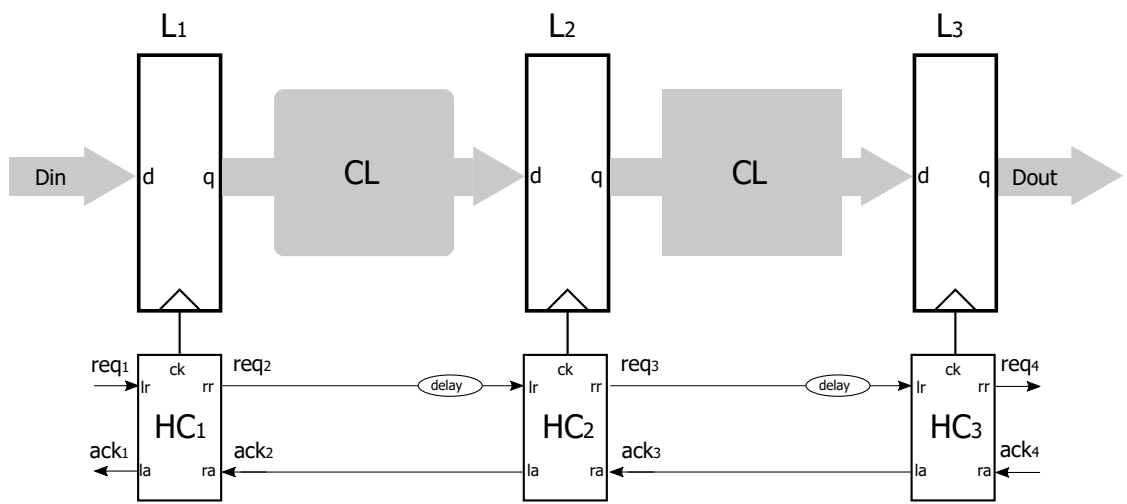 L1 L2 L3
Din d q CL d q CL d q Dout
req1 ck req2 ck req3 ck req4
lr rr delay lr rr delay lr rr
HC1 HC2 HC3
ack1 ack2 ack3 ack4
la ra la ra la ra